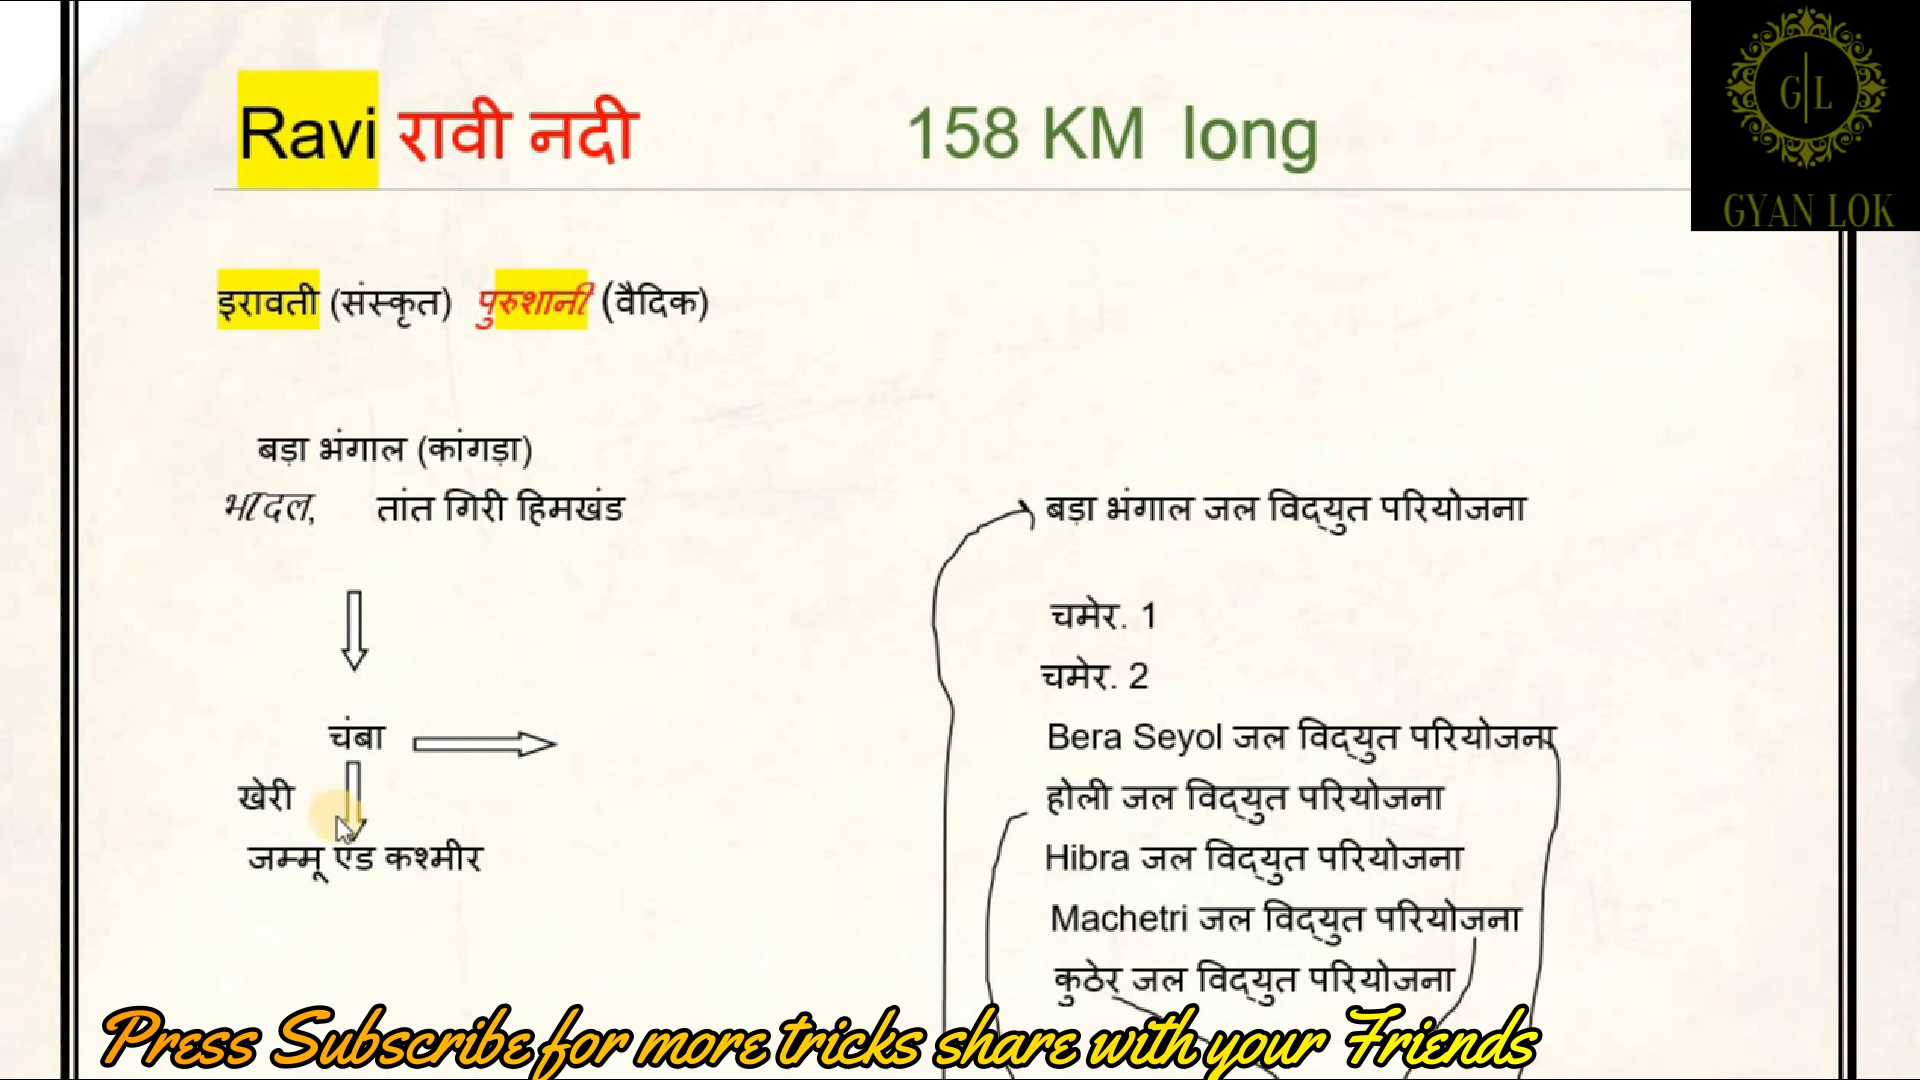 Ravi रावी नदी 158 KM long
G|L
GYAN LOK
इरावती (संस्कृत) पुरुशानी (वैदिक)
बड़ा भंगाल (कांगड़ा)
भादल, तांत गिरी हिमखंड
बड़ा भंगाल जल विद्युत परियोजना
चमेर. 1
चमेर. 2
चंबा
Bera Seyol जल विद्युत परियोजना
खेरी
होली जल विद्युत परियोजना
जम्मू एंड कश्मीर
Hibra जल विद्युत परियोजना
Machetri जल विद्युत परियोजना
कुठेर जल विद्युत परियोजना
Press Subscribe for more tricks share with your Friends